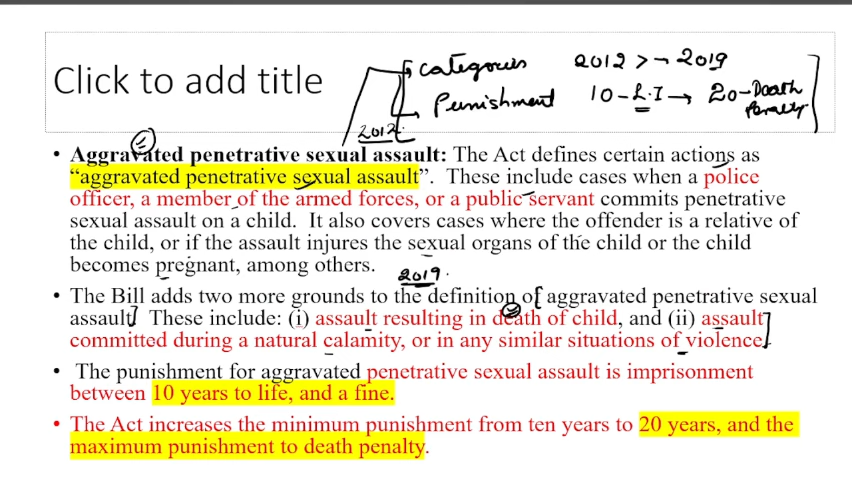 Click to add title
categories 2012 > → 2019
Punishment 10 - L.I → 20 - Death Penalty
2012
• Aggravated penetrative sexual assault: The Act defines certain actions as
“aggravated penetrative sexual assault”. These include cases when a police
officer, a member of the armed forces, or a public servant commits penetrative
sexual assault on a child. It also covers cases where the offender is a relative of
the child, or if the assault injures the sexual organs of the child or the child
becomes pregnant, among others.
2019
• The Bill adds two more grounds to the definition of [aggravated penetrative sexual
assault]. These include: (i) assault resulting in death of child, and (ii) assault
committed during a natural calamity, or in any similar situations of violence.
• The punishment for aggravated penetrative sexual assault is imprisonment
between 10 years to life, and a fine.
• The Act increases the minimum punishment from ten years to 20 years, and the
maximum punishment to death penalty.